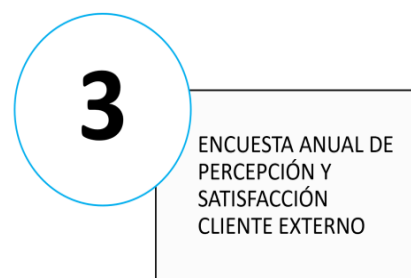 3
ENCUESTA ANUAL DE
PERCEPCIÓN Y
SATISFACCIÓN
CLIENTE EXTERNO